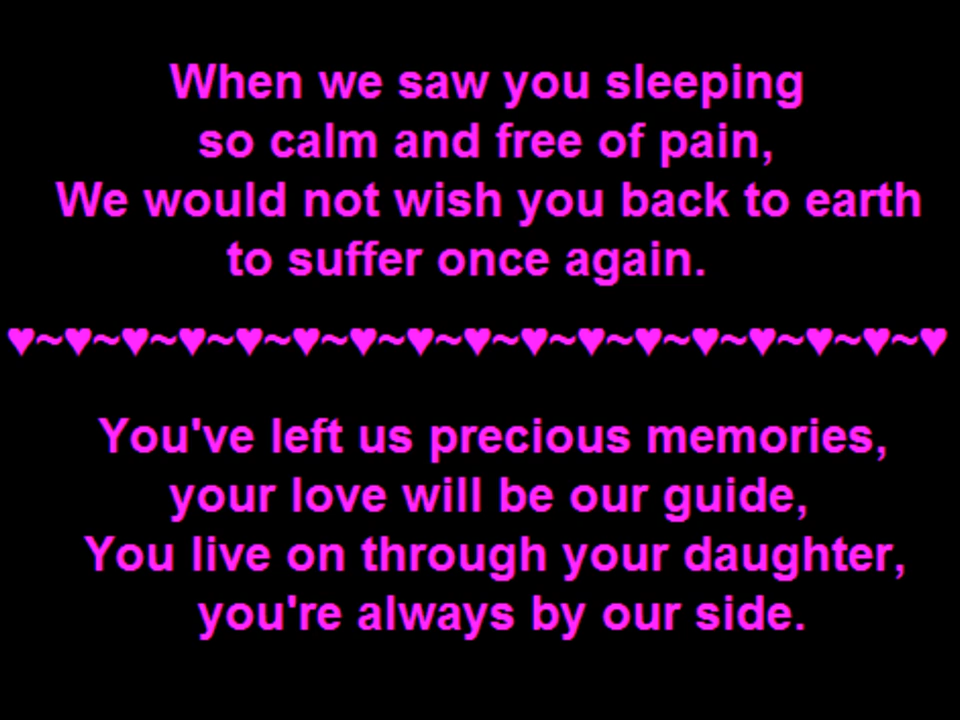 When we saw you sleeping
so calm and free of pain,
We would not wish you back to earth
to suffer once again.
♥~♥~♥~♥~♥~♥~♥~♥~♥~♥~♥~♥~♥~♥~♥~♥~♥
You've left us precious memories,
your love will be our guide,
You live on through your daughter,
you're always by our side.